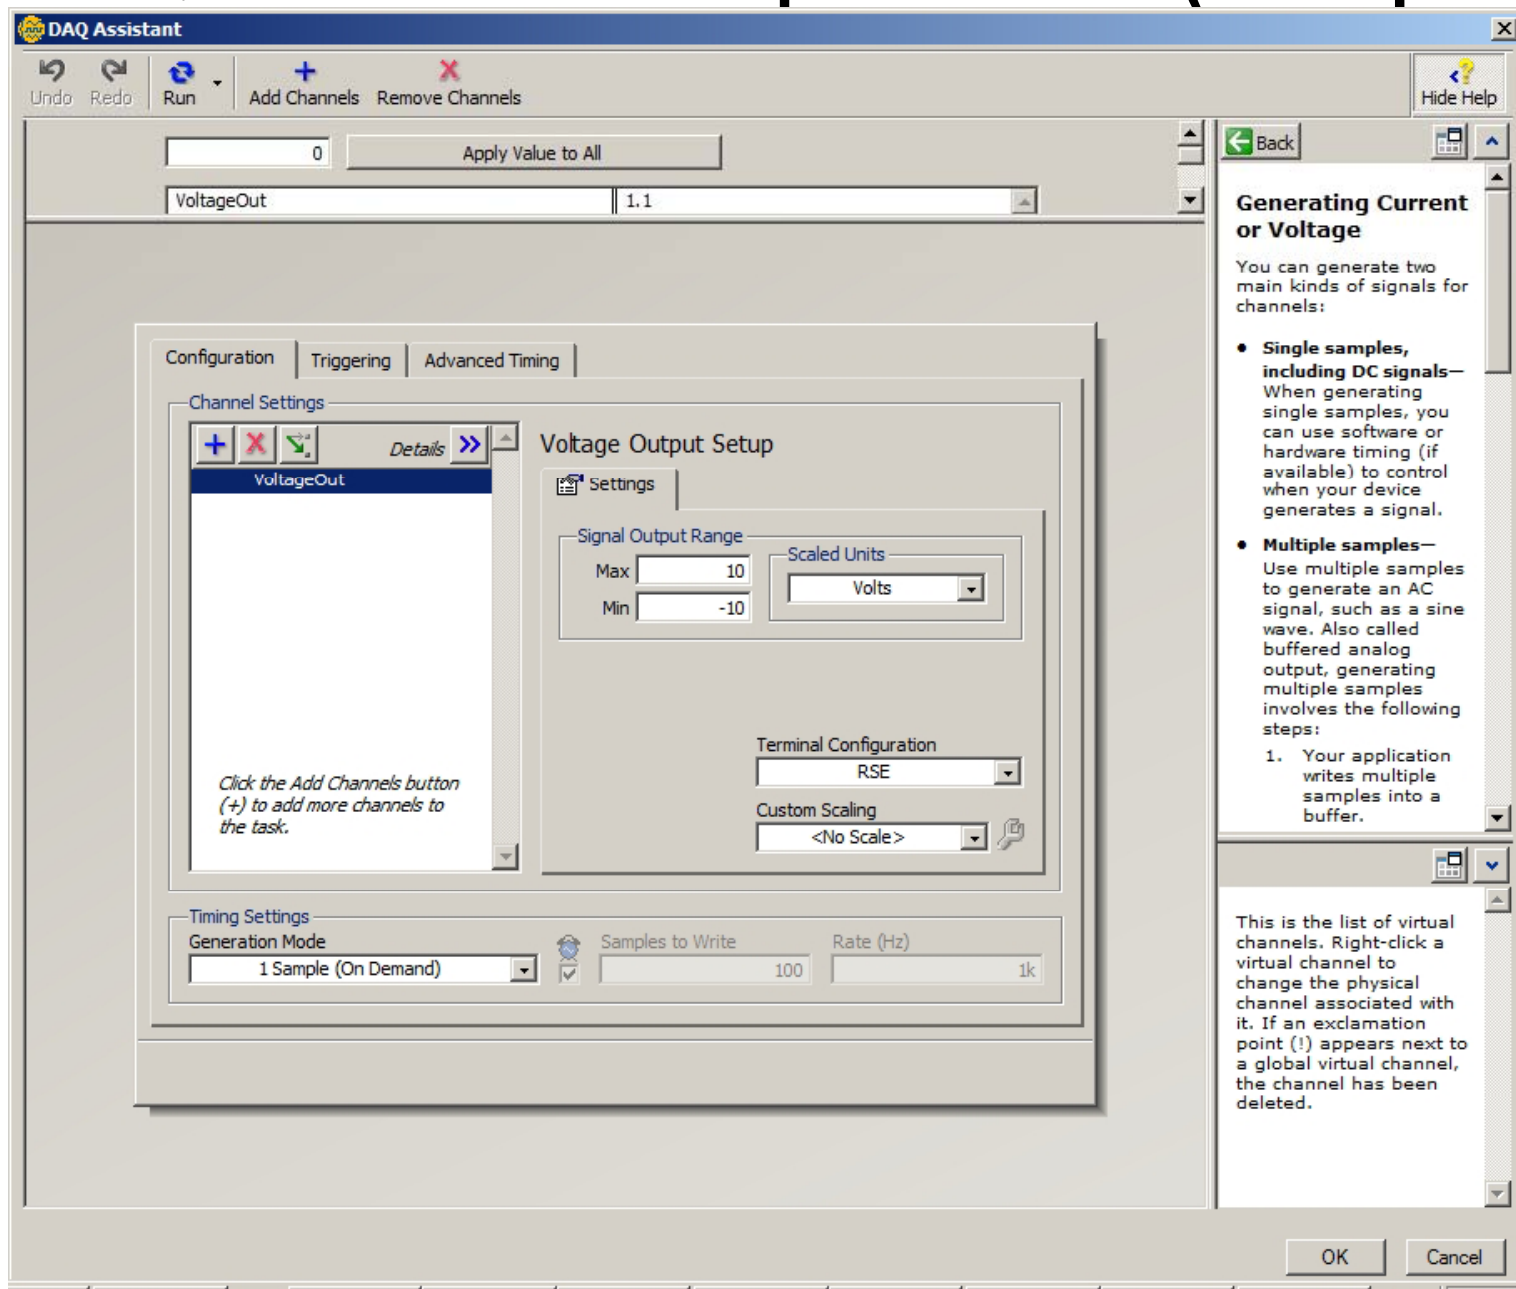 DAQ Assistant
Undo Redo Run Add Channels Remove Channels Hide Help
0 Apply Value to All
VoltageOut 1.1
Configuration Triggering Advanced Timing
Channel Settings
Details
VoltageOut
Click the Add Channels button
(+) to add more channels to
the task.
Voltage Output Setup
Settings
Signal Output Range
Max 10
Min -10
Scaled Units
Volts
Terminal Configuration
RSE
Custom Scaling
<No Scale>
Timing Settings
Generation Mode Samples to Write Rate (Hz)
1 Sample (On Demand) 100 1k
Back
Generating Current
or Voltage
You can generate two
main kinds of signals for
channels:
• Single samples,
including DC signals—
When generating
single samples, you
can use software or
hardware timing (if
available) to control
when your device
generates a signal.
• Multiple samples—
Use multiple samples
to generate an AC
signal, such as a sine
wave. Also called
buffered analog
output, generating
multiple samples
involves the following
steps:
1. Your application
writes multiple
samples into a
buffer.
This is the list of virtual
channels. Right-click a
virtual channel to
change the physical
channel associated with
it. If an exclamation
point (!) appears next to
a global virtual channel,
the channel has been
deleted.
OK Cancel